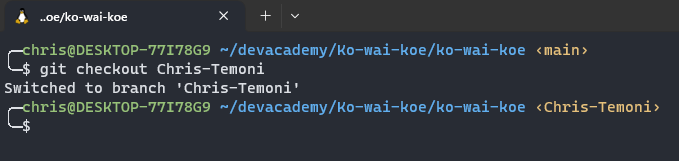 ..oe/ko-wai-koe
chris@DESKTOP-77I78G9 ~/devacademy/Ko-wai-koe/ko-wai-koe ‹main›
$ git checkout Chris-Temoni
Switched to branch 'Chris-Temoni'
chris@DESKTOP-77I78G9 ~/devacademy/Ko-wai-koe/ko-wai-koe ‹Chris-Temoni›
$